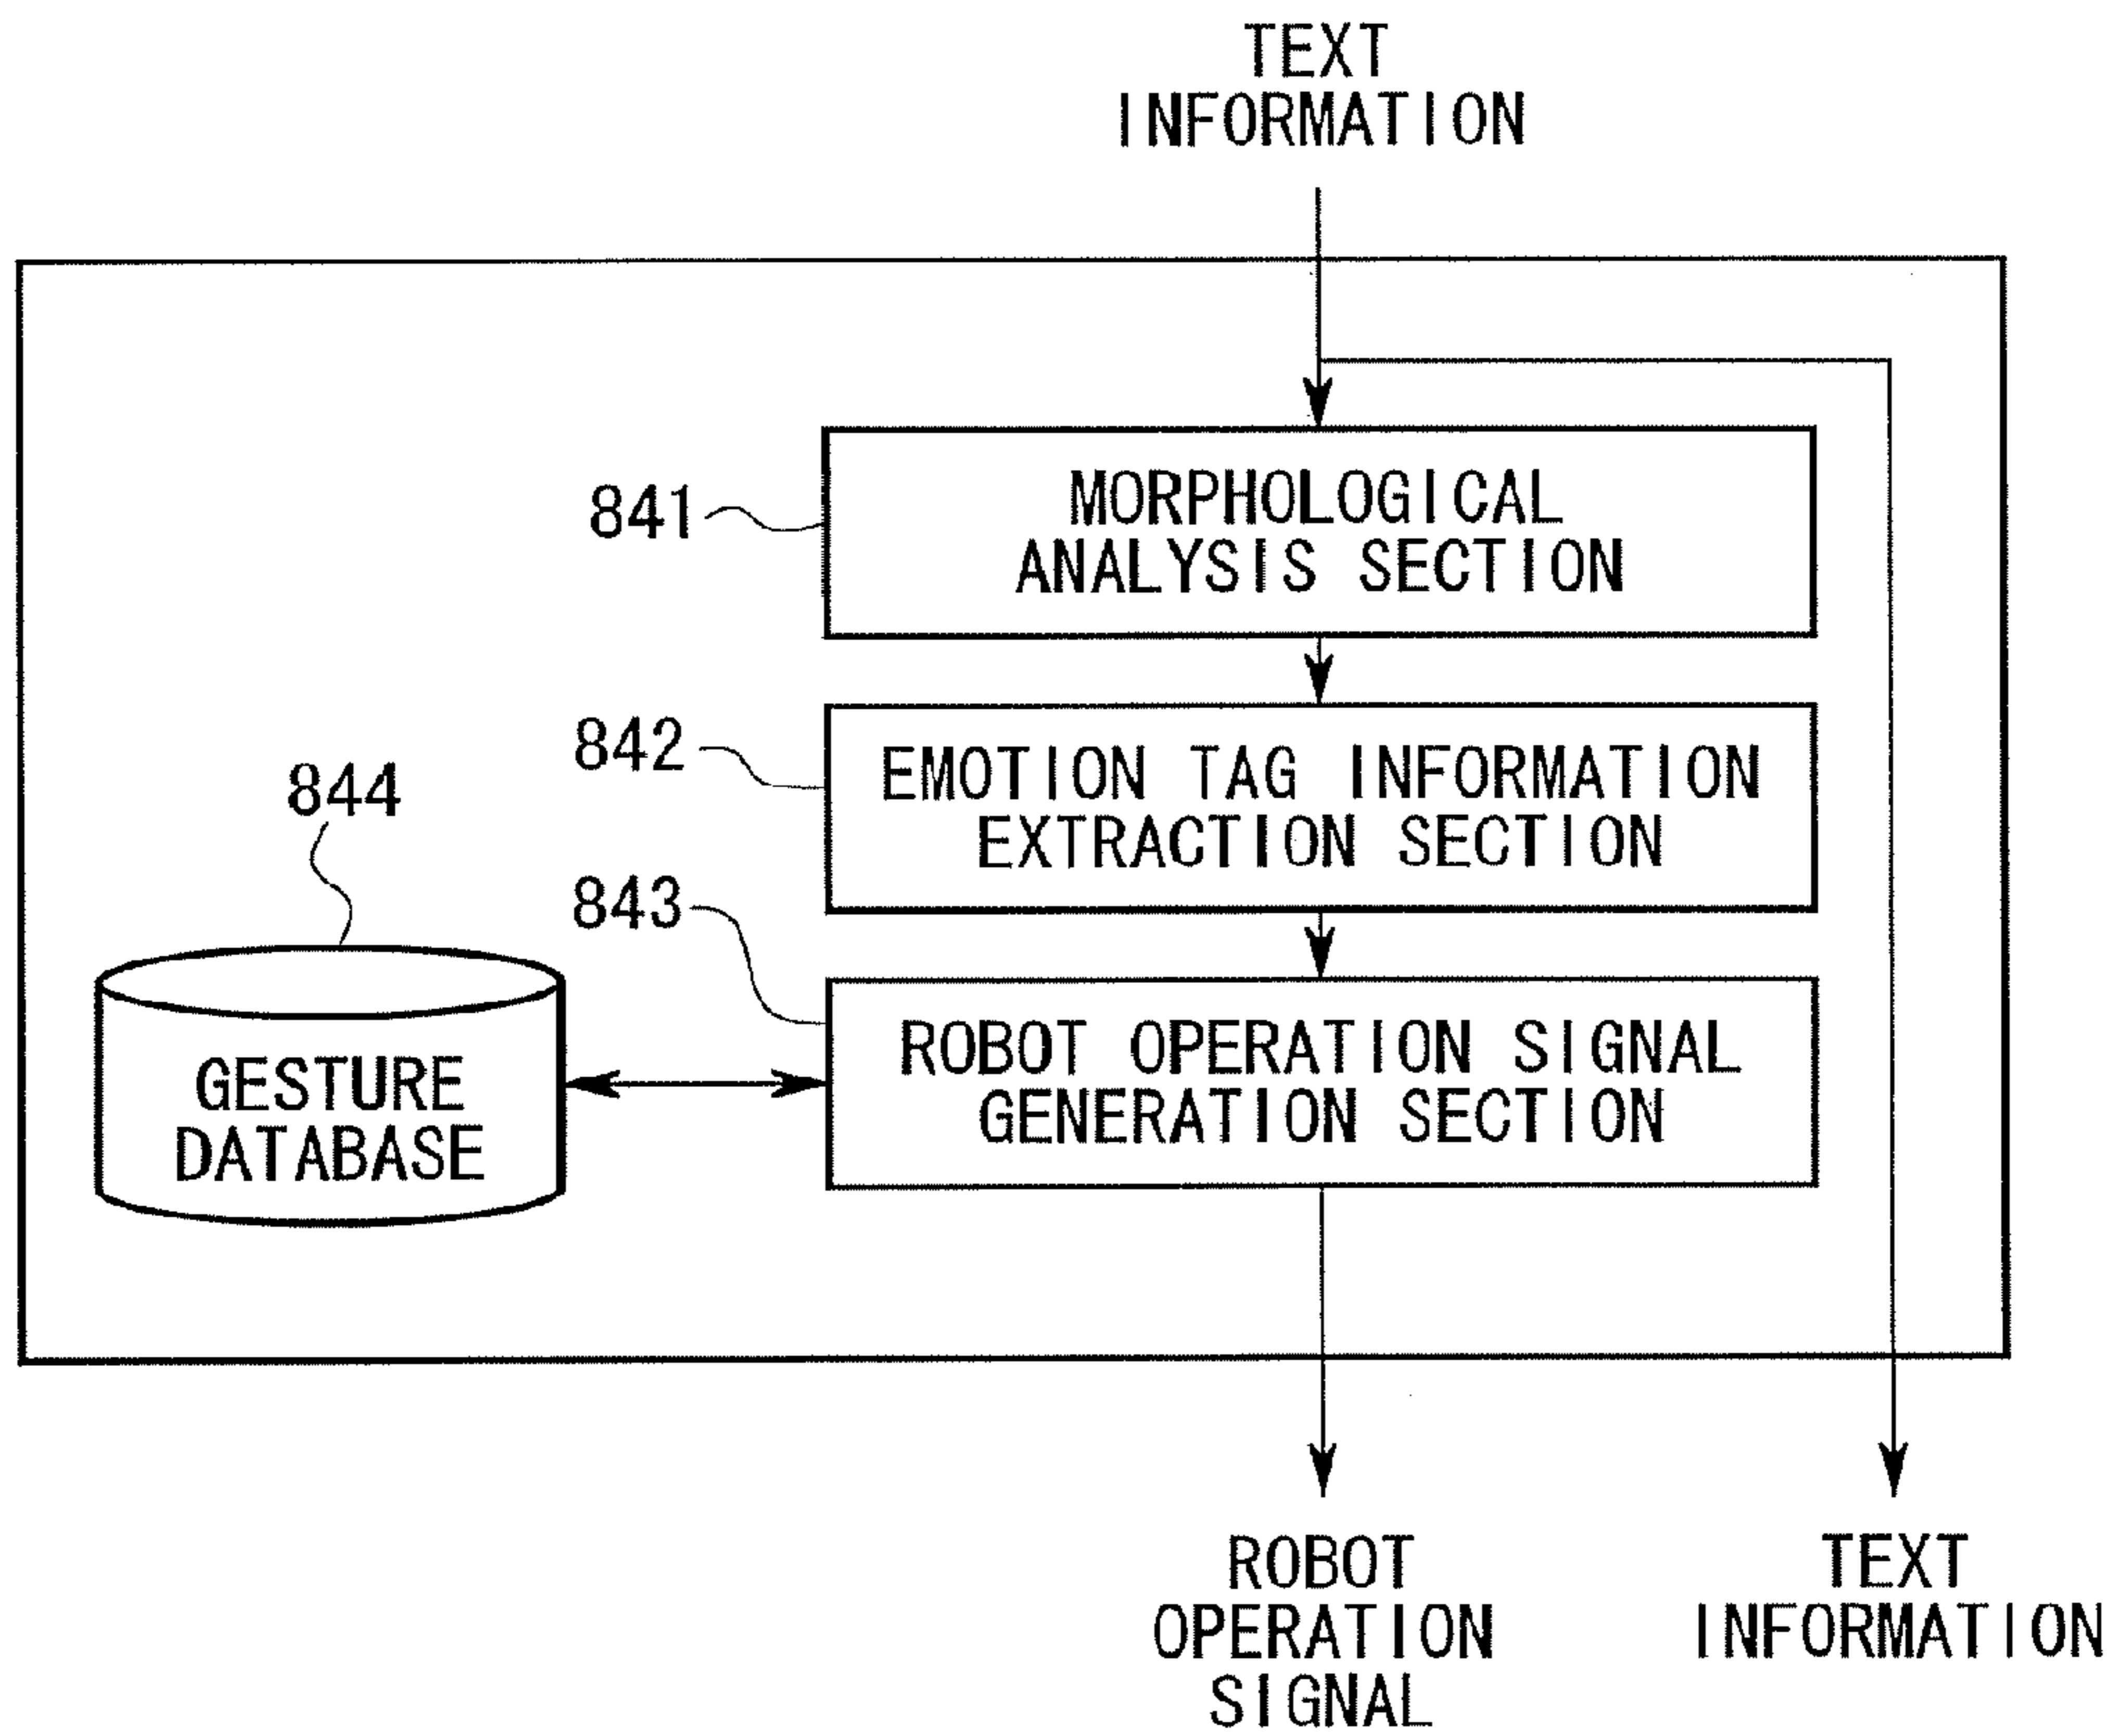 TEXT
INFORMATION
841
MORPHOLOGICAL
ANALYSIS SECTION
842
EMOTION TAG INFORMATION
EXTRACTION SECTION
844
843
ROBOT OPERATION SIGNAL
GENERATION SECTION
GESTURE
DATABASE
ROBOT
OPERATION
SIGNAL
TEXT
INFORMATION